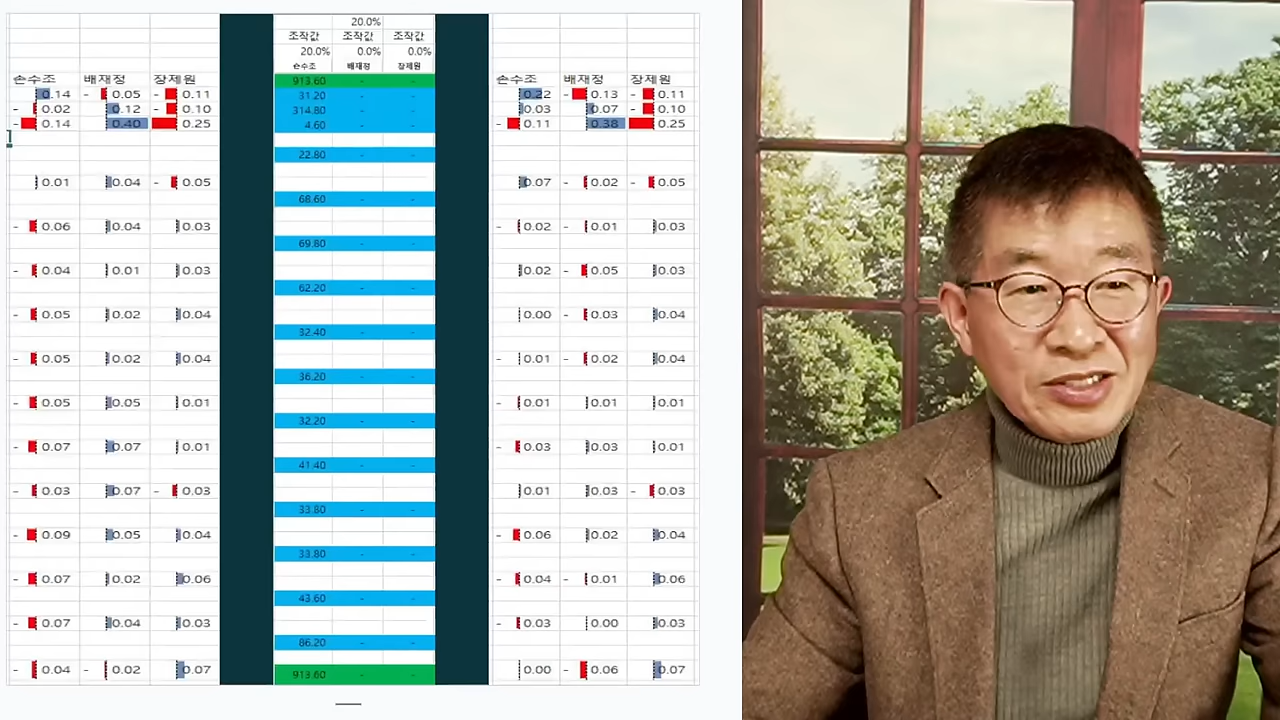 20.0%
조작값 조작값 조작값
20.0% 0.0% 0.0%
손수조 배재정 장제원
손수조 배재정 장제원 913.60 - - 손수조 배재정 장제원
0.14 - 0.05 - 0.11 31.20 - - 0.22 - 0.13 - 0.11
- 0.02 0.12 - 0.10 314.80 - - 0.03 0.07 - 0.10
- 0.14 0.40 - 0.25 4.60 - - - 0.11 0.38 - 0.25
22.80 - -
0.01 0.04 - 0.05 0.07 - 0.02 - 0.05
68.60 - -
- 0.06 0.04 0.03 - 0.02 - 0.01 0.03
69.80 - -
- 0.04 0.01 0.03 0.02 - 0.05 0.03
62.20 - -
- 0.05 0.02 0.04 0.00 - 0.03 0.04
32.40 - -
- 0.05 0.02 0.04 - 0.01 - 0.02 0.04
36.20 - -
- 0.05 0.05 0.01 - 0.01 0.01 0.01
32.20 - -
- 0.07 0.07 0.01 - 0.03 0.03 0.01
41.40 - -
- 0.03 0.07 - 0.03 0.01 0.03 - 0.03
33.80 - -
- 0.09 0.05 0.04 - 0.06 0.02 0.04
33.80 - -
- 0.07 0.02 0.06 - 0.04 - 0.01 0.06
43.60 - -
- 0.07 0.04 0.03 - 0.03 0.00 0.03
86.20 - -
- 0.04 - 0.02 0.07 913.60 - - 0.00 - 0.06 0.07